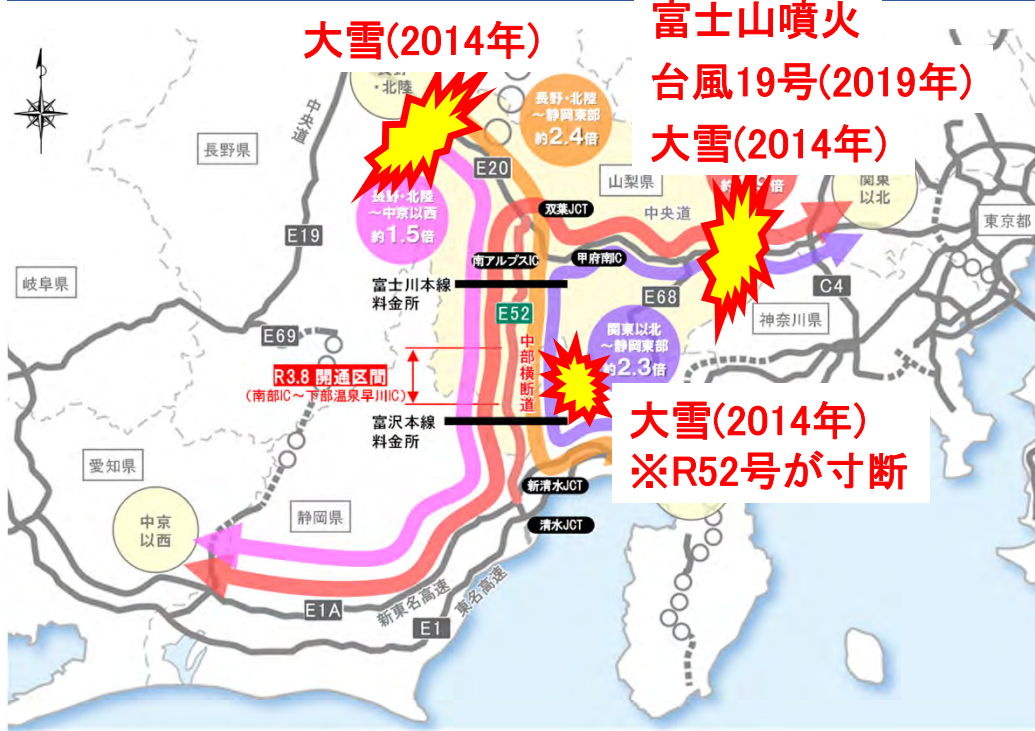 大雪(2014年)
富士山噴火
台風19号(2019年)
大雪(2014年)
・北陸
中央道
長野県
長野・北陸
～静岡東部
約2.4倍
E20
山梨県
関東
以北
長野・北陸
～中京以西
約1.5倍
双葉JCT
中央道
東京都
E19
南アルプスIC
甲府南IC
岐阜県
富士川本線
料金所
E68
C4
E52
神奈川県
E69
関東以北
～静岡東部
約2.3倍
中部横断道
R3.8 開通区間
(南部IC～下部温泉早川IC)
富沢本線
料金所
大雪(2014年)
※R52号が寸断
愛知県
新清水JCT
静岡県
清水JCT
中京
以西
E1A
新東名高速
東名高速
E1